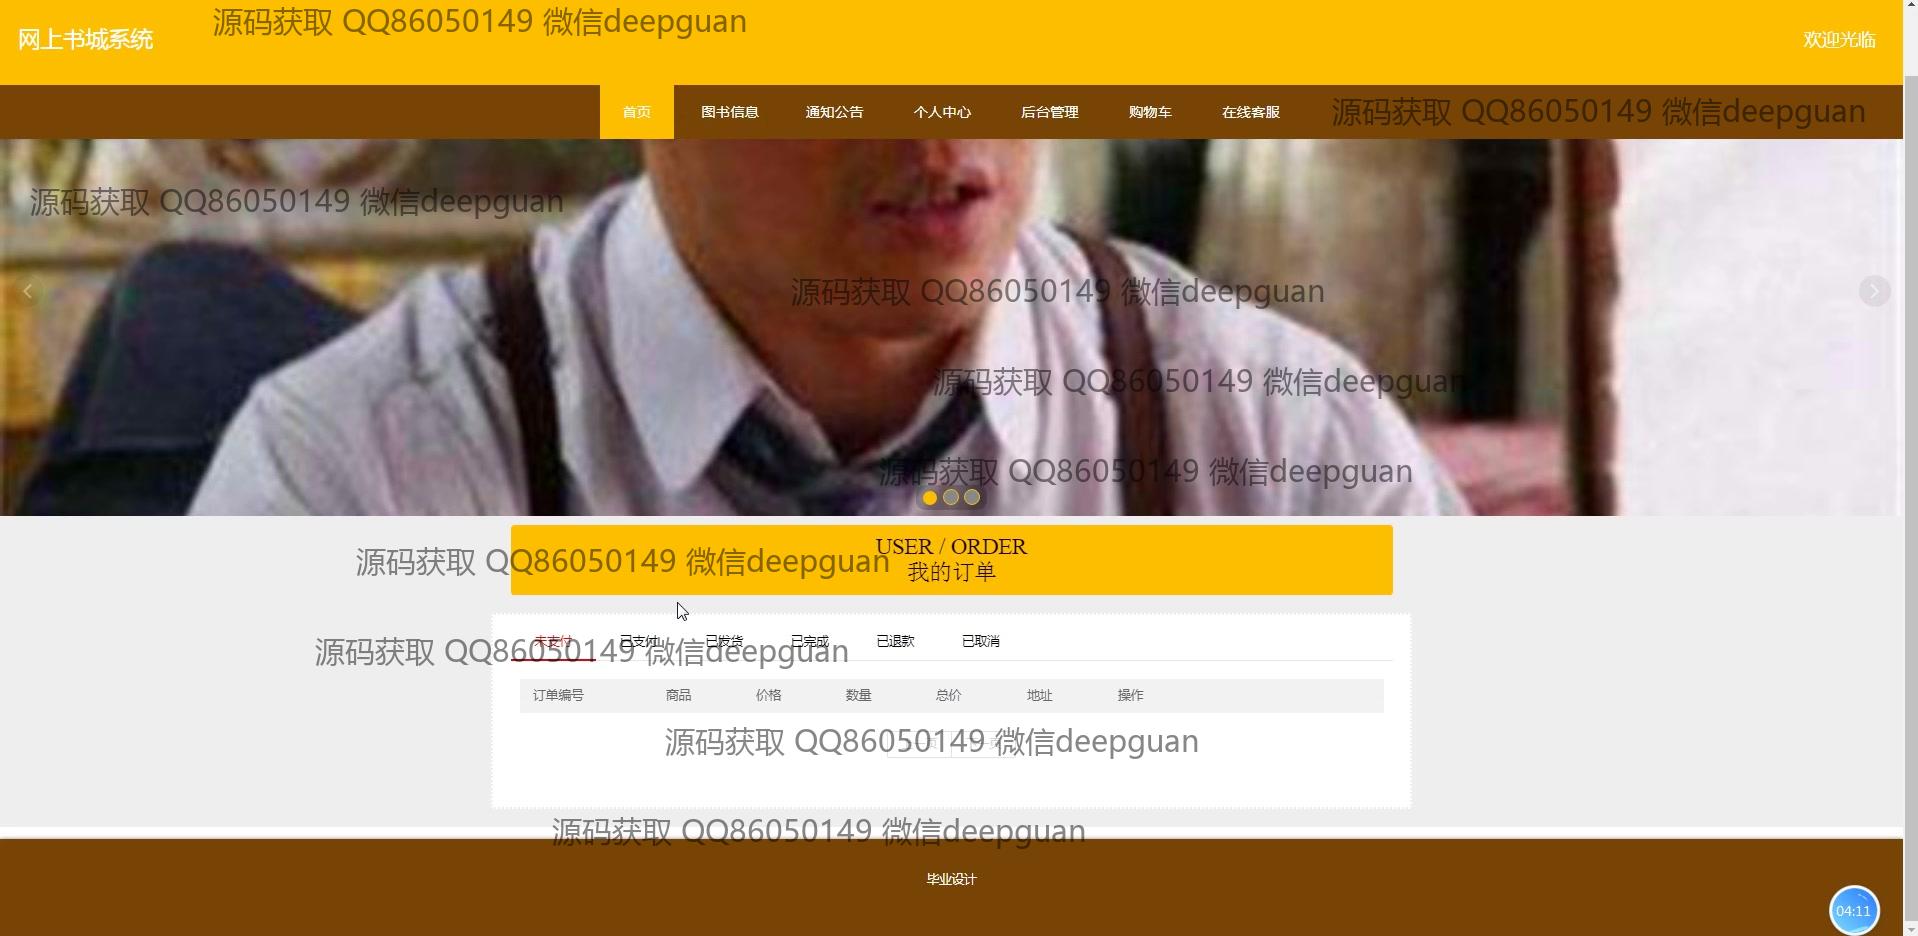 源码获取 QQ86050149 微信deepguan
网上书城系统
欢迎光临
首页 图书信息 通知公告 个人中心 后台管理 购物车 在线客服
源码获取 QQ86050149 微信deepguan
源码获取 QQ86050149 微信deepguan
源码获取 QQ86050149 微信deepguan
源码获取 QQ86050149 微信deepguan
源码获取 QQ86050149 微信deepguan
USER / ORDER
源码获取 QQ86050149 微信deepguan
我的订单
未支付 已支付 已发货 已完成 已退款 已取消
源码获取 QQ86050149 微信deepguan
订单编号 商品 价格 数量 总价 地址 操作
源码获取 QQ86050149 微信deepguan
源码获取 QQ86050149 微信deepguan
毕业设计
04:11